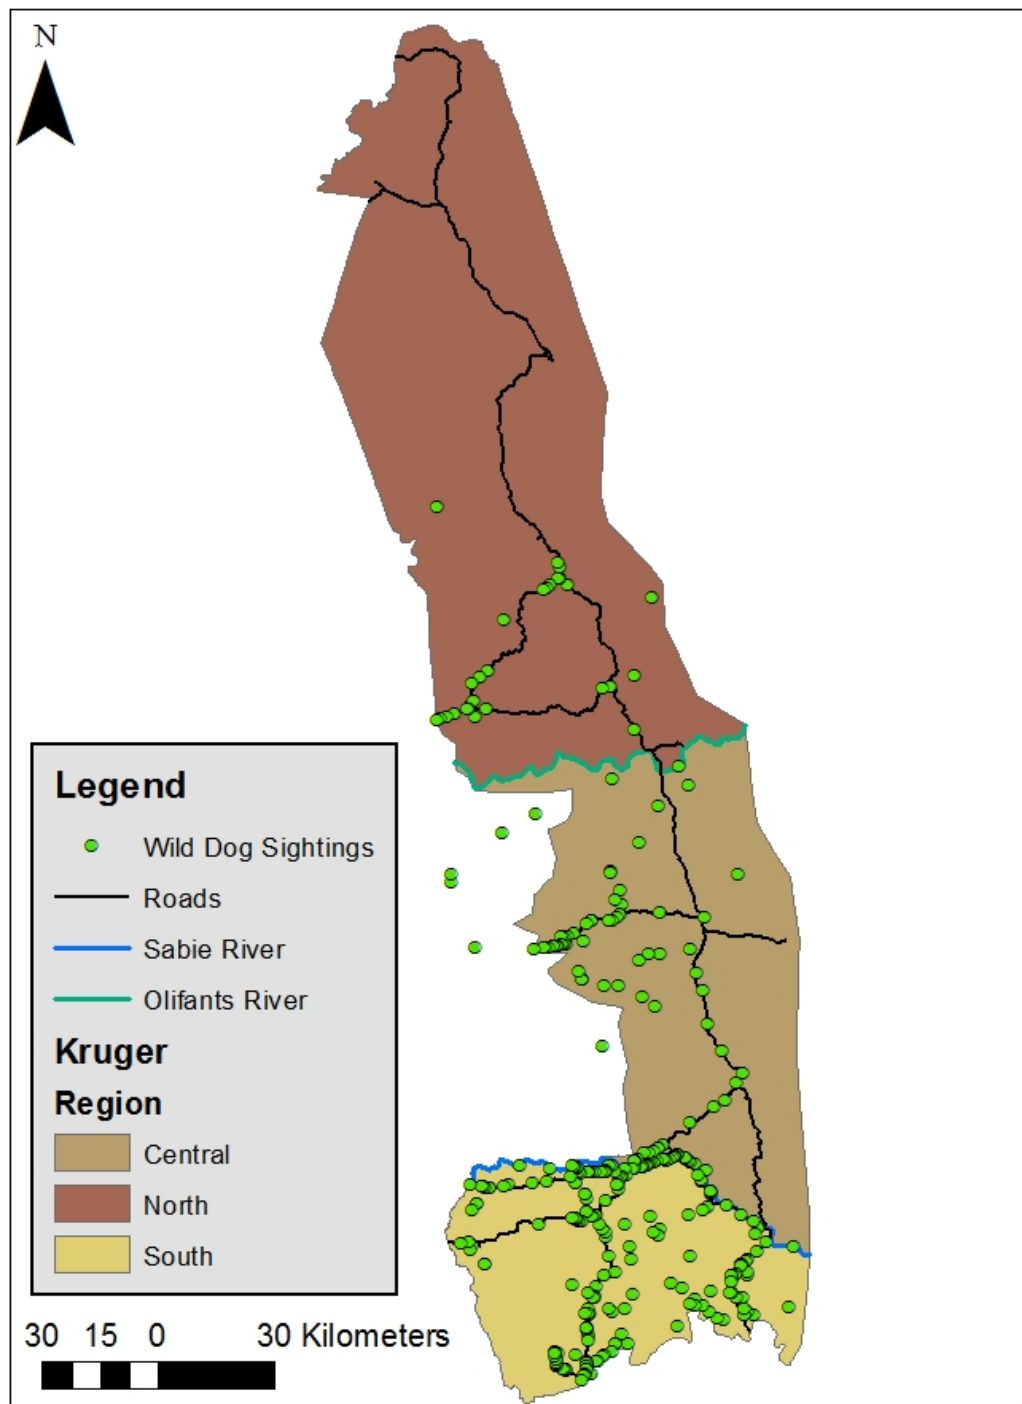 N
Legend
Wild Dog Sightings
Roads
Sabie River
Olifants River
Kruger
Region
Central
North
South
30 15 0 30 Kilometers